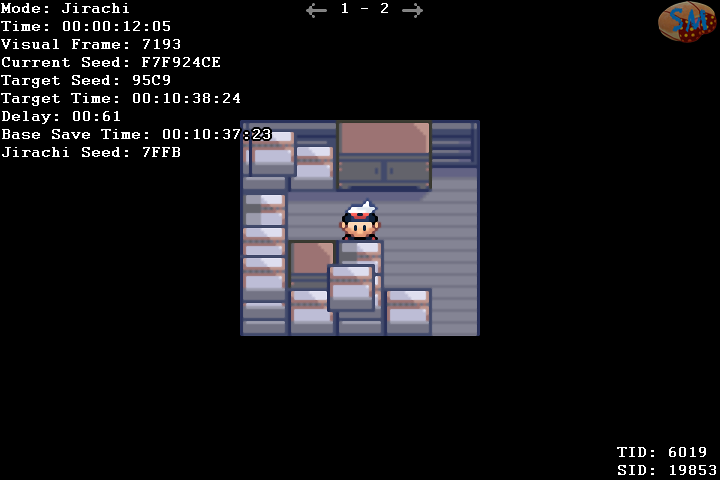 Mode: Jirachi
← 1 - 2 →
Time: 00:00:12:05
Visual Frame: 7193
Current Seed: F7F924CE
Target Seed: 95C9
Target Time: 00:10:38:24
Delay: 00:61
Base Save Time: 00:10:37:23
Jirachi Seed: 7FFB
SM
TID: 6019
SID: 19853